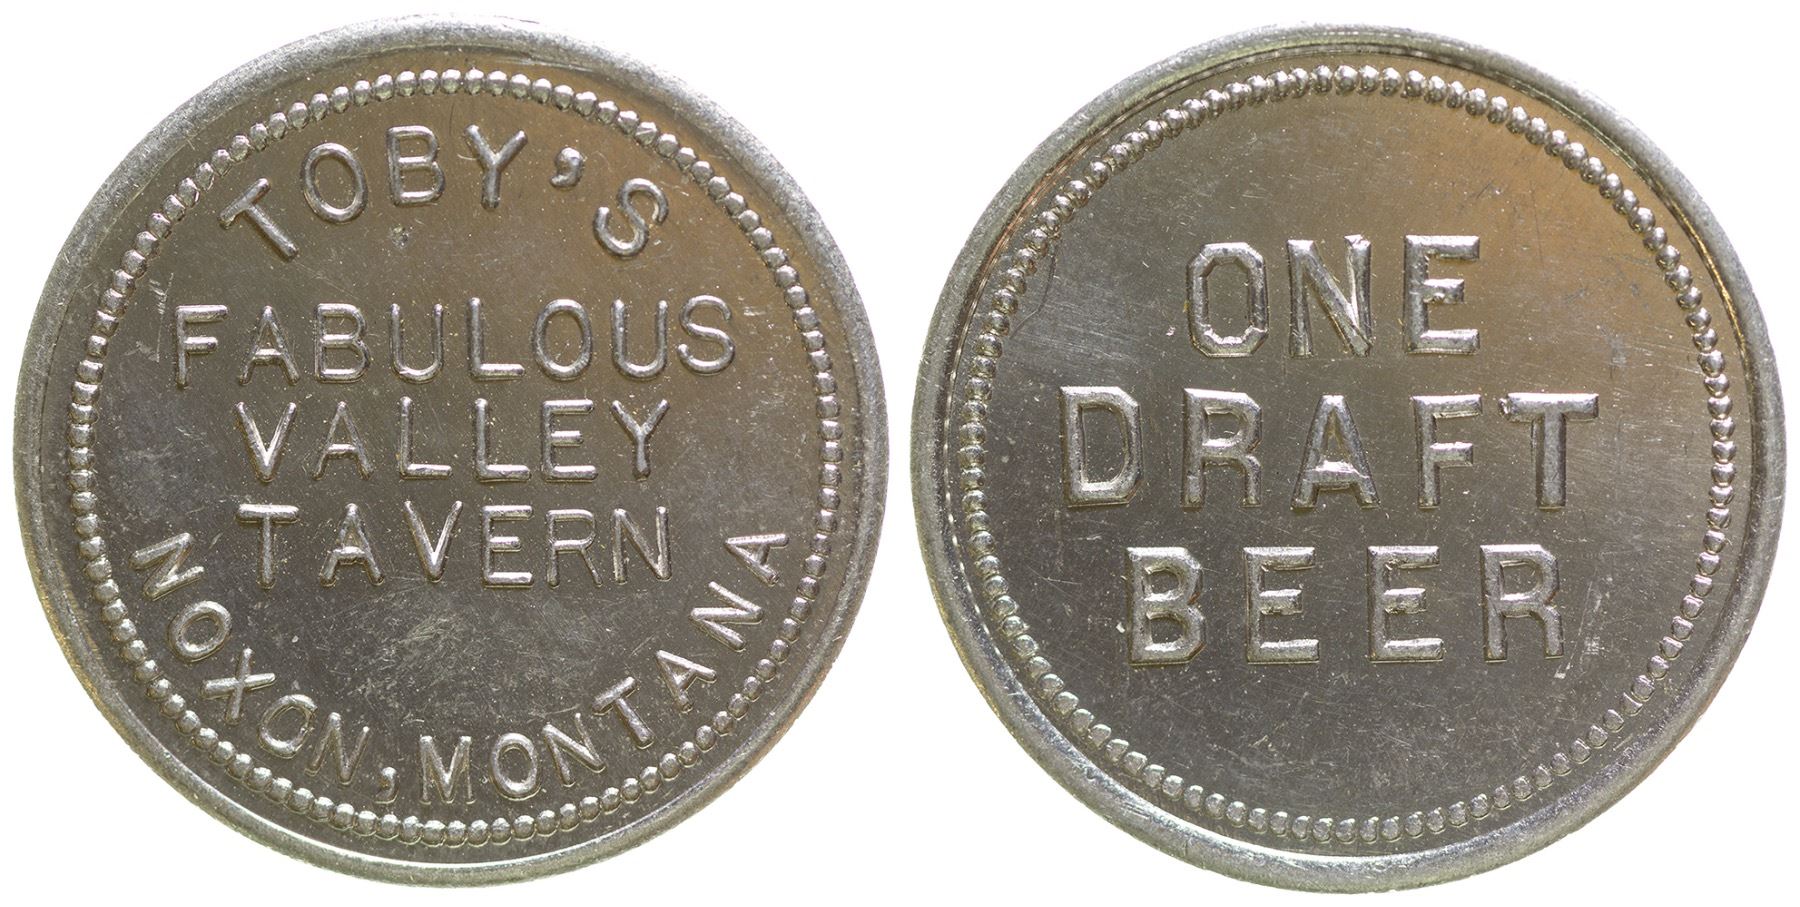 TOBY'S
FABULOUS
VALLEY
TAVERN
NOXON, MONTANA
ONE
DRAFT
BEER